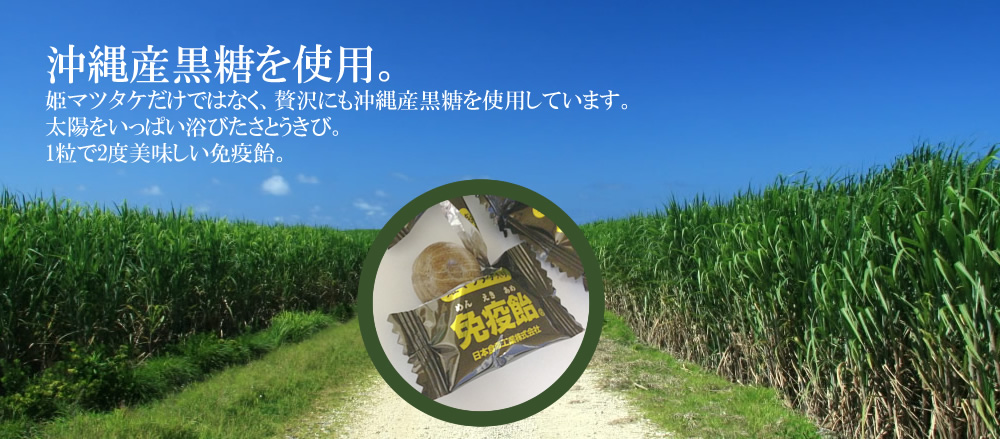 沖縄産黒糖を使用。
姫マツタケだけではなく、贅沢にも沖縄産黒糖を使用しています。
太陽をいっぱい浴びたさとうきび。
1粒で2度美味しい免疫飴。
めん えき あめ
免疫飴